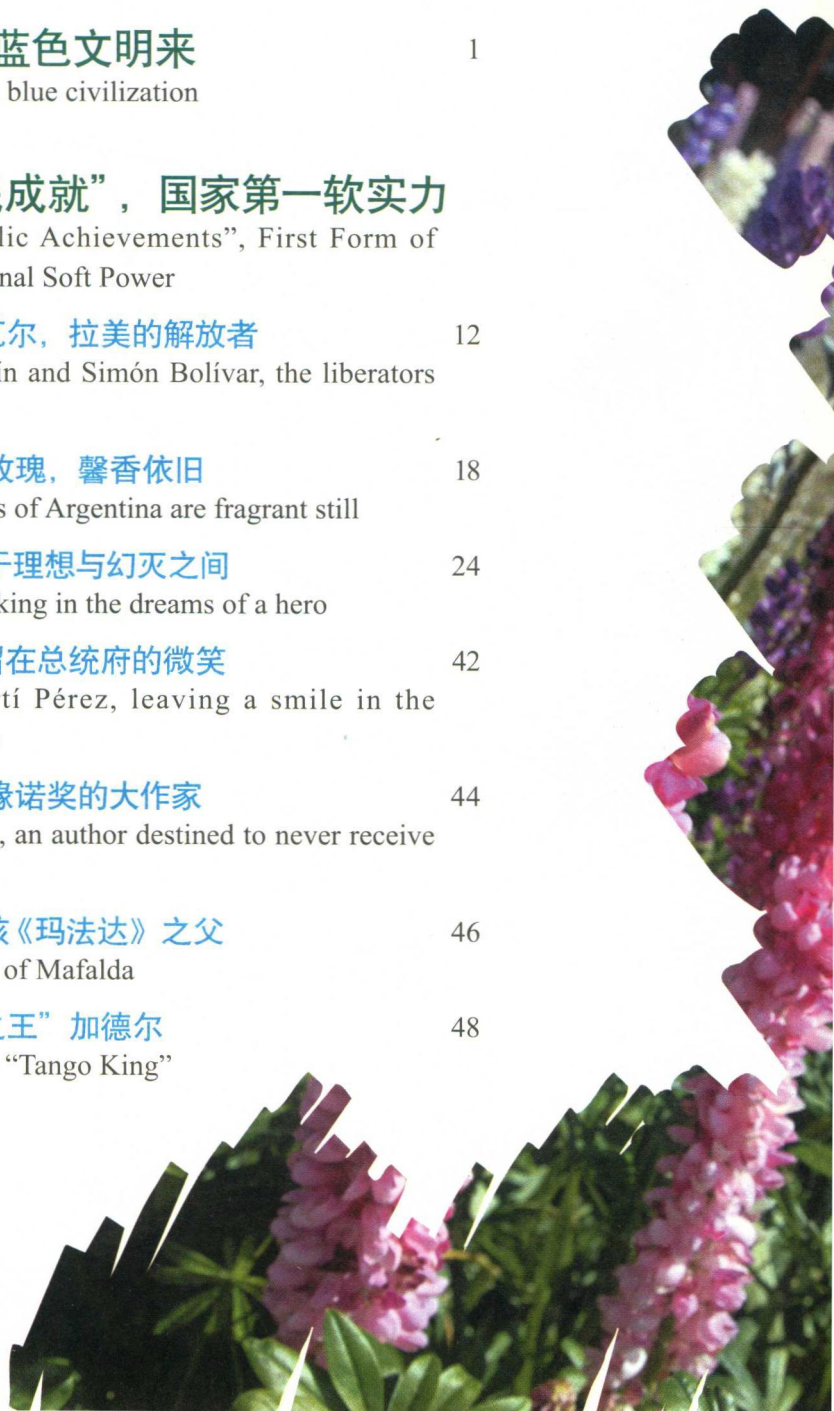 蓝色文明来 1
blue civilization
成就”，国家第一软实力
lic Achievements”, First Form of
nal Soft Power
尔，拉美的解放者 12
ín and Simón Bolívar, the liberators
玫瑰，馨香依旧 18
s of Argentina are fragrant still
于理想与幻灭之间 24
king in the dreams of a hero
留在总统府的微笑 42
tí Pérez, leaving a smile in the
缘诺奖的大作家 44
, an author destined to never receive
孩《玛法达》之父 46
of Mafalda
之王”加德尔 48
“Tango King”